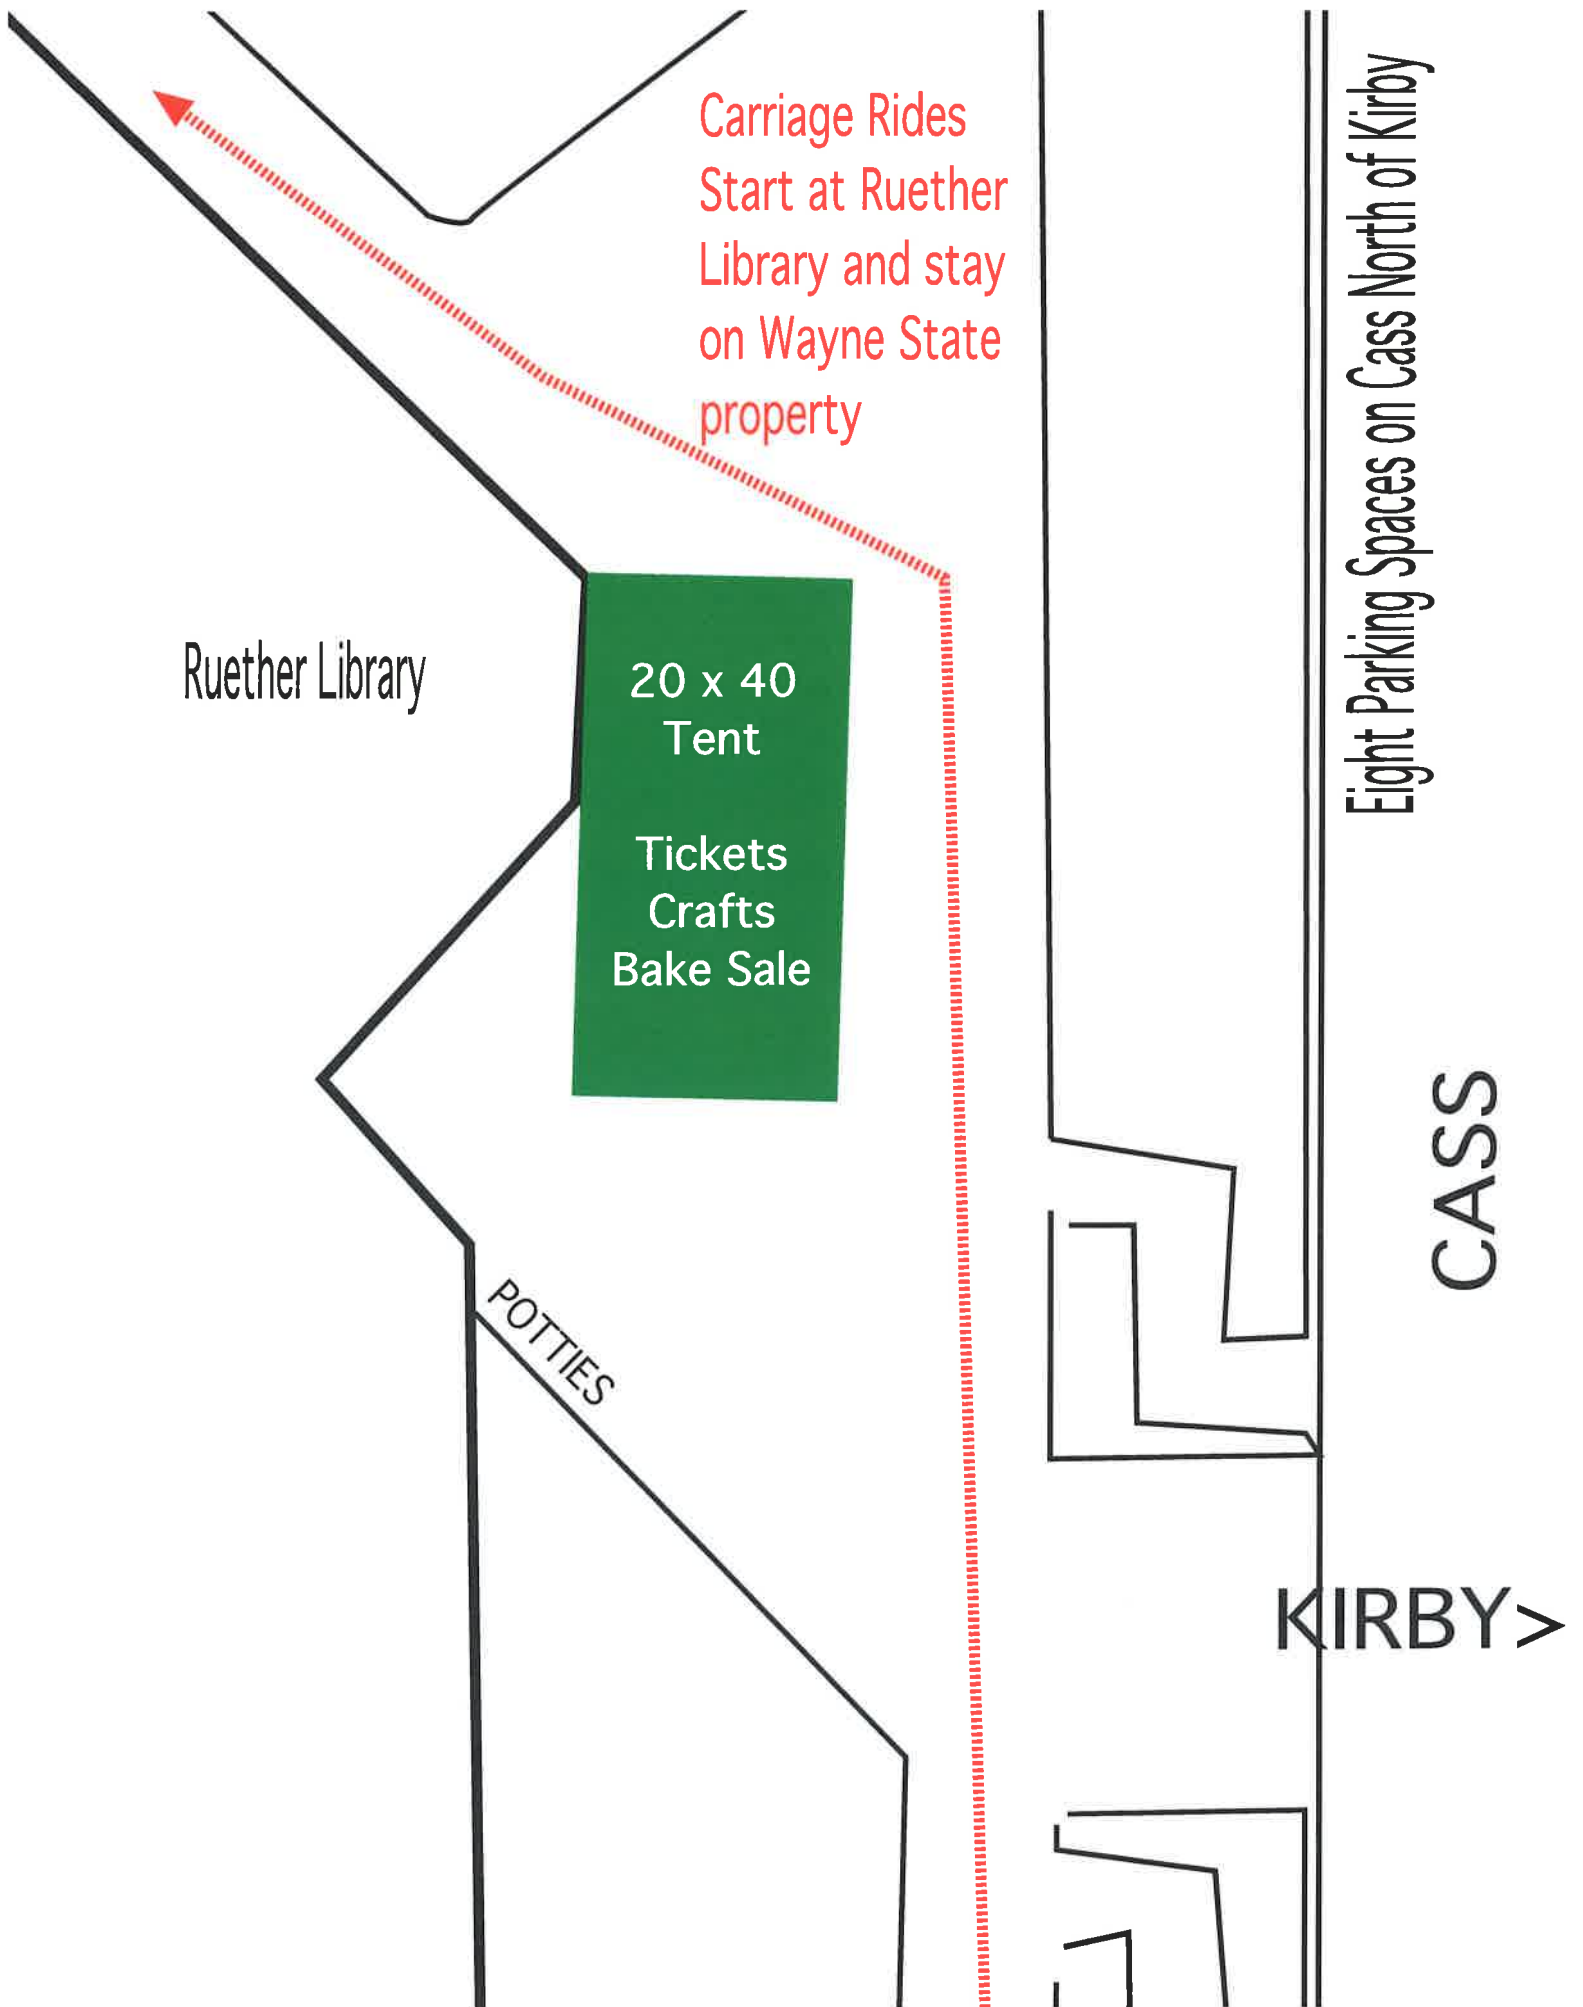 Carriage Rides
Start at Ruether
Library and stay
on Wayne State
property
Eight Parking Spaces on Cass North of Kirby
Ruether Library
20 x 40
Tent
Tickets
Crafts
Bake Sale
CASS
POTTIES
KIRBY>